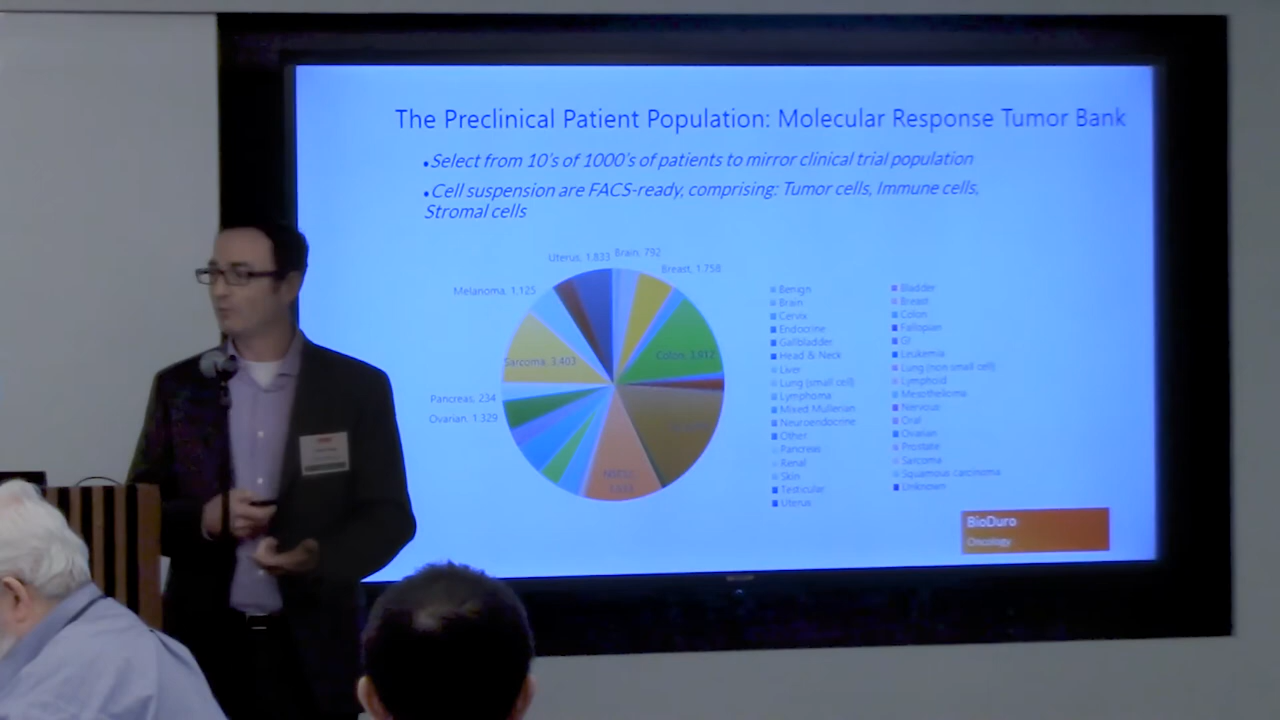 The Preclinical Patient Population: Molecular Response Tumor Bank
•Select from 10's of 1000's of patients to mirror clinical trial population
•Cell suspension are FACS-ready, comprising: Tumor cells, Immune cells,
Stromal cells
Uterus, 1,833
Brain, 792
Breast, 1,758
Melanoma, 1,125
Colon, 3,912
Sarcoma, 3,403
Pancreas, 234
Ovarian, 1,329
Benign
Brain
Cervix
Endocrine
Gallbladder
Head & Neck
Liver
Lung (small cell)
Lymphoma
Mixed Mullerian
Neuroendocrine
Other
Pancreas
Renal
Skin
Testicular
Uterus
Bladder
Breast
Colon
Fallopian
GI
Leukemia
Lung (non small cell)
Lymphoid
Mesothelioma
Nervous
Oral
Ovarian
Prostate
Sarcoma
Squamous carcinoma
Unknown
BioDuro
Oncology